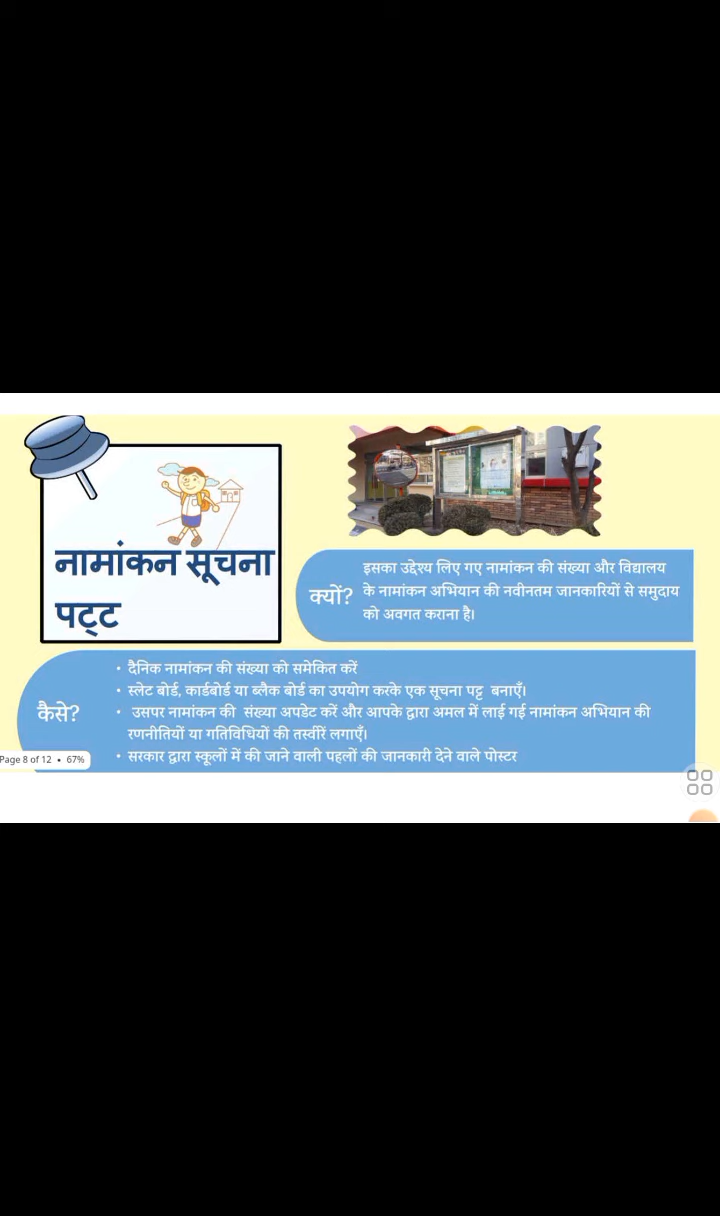 नामांकन सूचना
पट्ट
क्यों?
इसका उद्देश्य लिए गए नामांकन की संख्या और विद्यालय
के नामांकन अभियान की नवीनतम जानकारियों से समुदाय
को अवगत कराना है।
कैसे?
• दैनिक नामांकन की संख्या को समेकित करें
• स्लेट बोर्ड, कार्डबोर्ड या ब्लैक बोर्ड का उपयोग करके एक सूचना पट्ट बनाएँ।
• उसपर नामांकन की संख्या अपडेट करें और आपके द्वारा अमल में लाई गई नामांकन अभियान की
रणनीतियों या गतिविधियों की तस्वीरें लगाएँ।
• सरकार द्वारा स्कूलों में की जाने वाली पहलों की जानकारी देने वाले पोस्टर
Page 8 of 12 • 67%